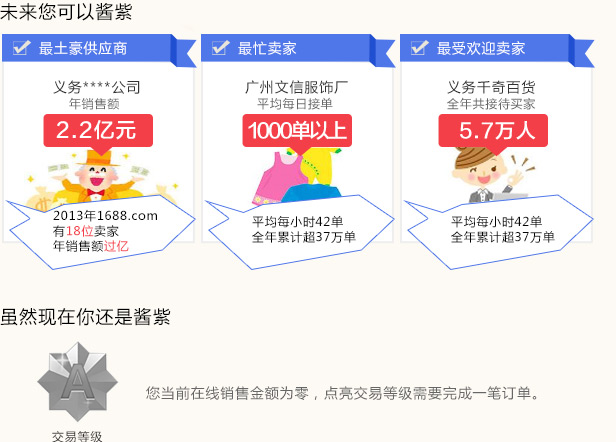 未来您可以酱紫
最土豪供应商
最忙卖家
最受欢迎卖家
义务****公司
年销售额
2.2亿元
广州文信服饰厂
平均每日接单
1000单以上
义务千奇百货
全年共接待买家
5.7万人
2013年1688.com
有18位卖家
年销售额过亿
平均每小时42单
全年累计超37万单
平均每小时42单
全年累计超37万单
虽然现在你还是酱紫
A
您当前在线销售金额为零，点亮交易等级需要完成一笔订单。
交易等级